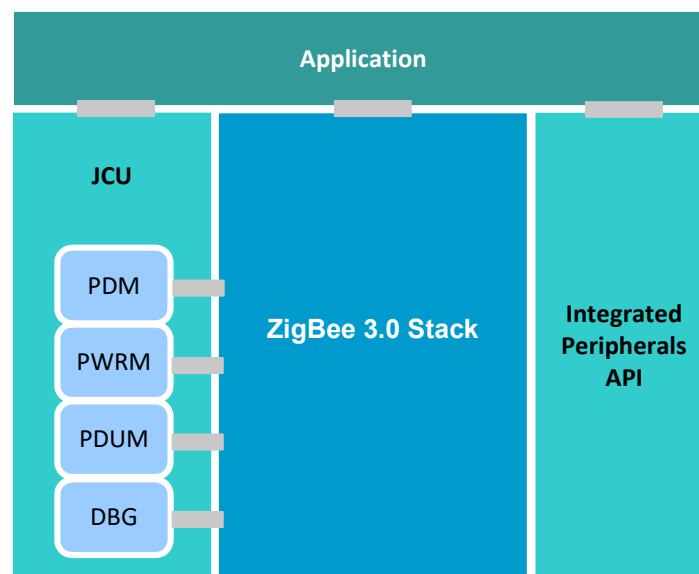 Application
JCU
PDM
PWRM
PDUM
DBG
ZigBee 3.0 Stack
Integrated
Peripherals
API